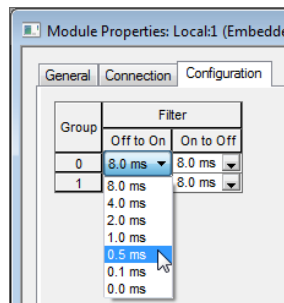 Module Properties: Local:1 (Embedde
General Connection Configuration
Group Filter
Off to On On to Off
0 8.0 ms 8.0 ms
1 8.0 ms 8.0 ms
4.0 ms
2.0 ms
1.0 ms
0.5 ms
0.1 ms
0.0 ms